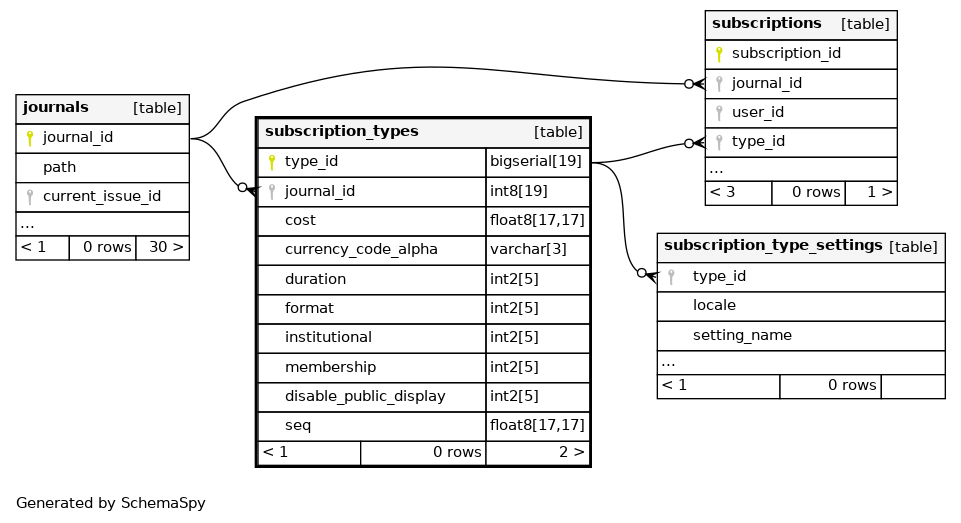 journals [table]
journal_id
path
current_issue_id
...
< 1 0 rows 30 >
subscription_types [table]
type_id bigserial[19]
journal_id int8[19]
cost float8[17,17]
currency_code_alpha varchar[3]
duration int2[5]
format int2[5]
institutional int2[5]
membership int2[5]
disable_public_display int2[5]
seq float8[17,17]
< 1 0 rows 2 >
subscriptions [table]
subscription_id
journal_id
user_id
type_id
...
< 3 0 rows 1 >
subscription_type_settings [table]
type_id
locale
setting_name
...
< 1 0 rows
Generated by SchemaSpy